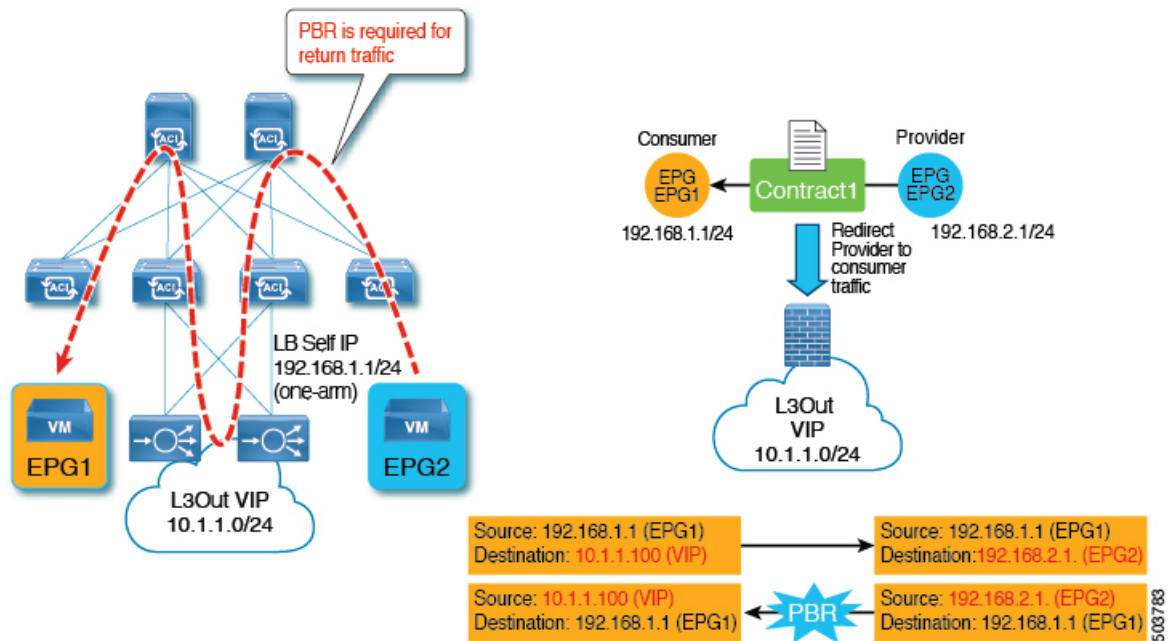 PBR is required for
return traffic
ACI
ACI
ACI
ACI
ACI
ACI
LB Self IP
192.168.1.1/24
(one-arm)
VM
EPG1
VM
EPG2
L3Out VIP
10.1.1.0/24
Consumer
Provider
EPG
EPG1
Contract1
EPG
EPG2
192.168.1.1/24
192.168.2.1/24
Redirect
Provider to
consumer
traffic
L3Out
VIP
10.1.1.0/24
Source: 192.168.1.1 (EPG1)
Destination: 10.1.1.100 (VIP)
Source: 192.168.1.1 (EPG1)
Destination:192.168.2.1. (EPG2)
Source: 10.1.1.100 (VIP)
Destination: 192.168.1.1 (EPG1)
PBR
Source: 192.168.2.1. (EPG2)
Destination: 192.168.1.1 (EPG1)